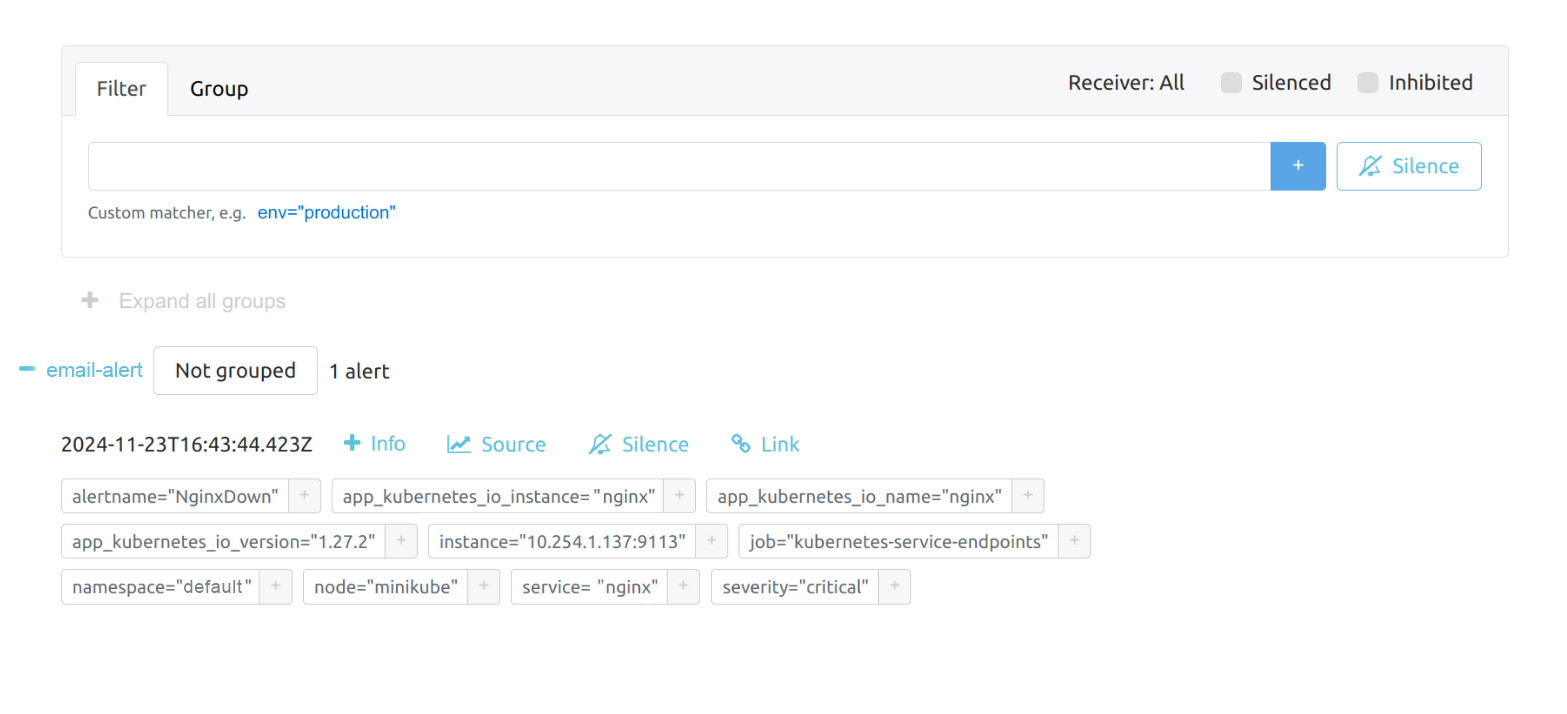 Filter Group Receiver: All Silenced Inhibited
+ Silence
Custom matcher, e.g. env="production"
+ Expand all groups
− email-alert Not grouped 1 alert
2024-11-23T16:43:44.423Z + Info Source Silence Link
alertname="NginxDown" + app_kubernetes_io_instance= "nginx" + app_kubernetes_io_name="nginx" +
app_kubernetes_io_version="1.27.2" + instance="10.254.1.137:9113" + job="kubernetes-service-endpoints" +
namespace="default" + node="minikube" + service= "nginx" + severity="critical" +